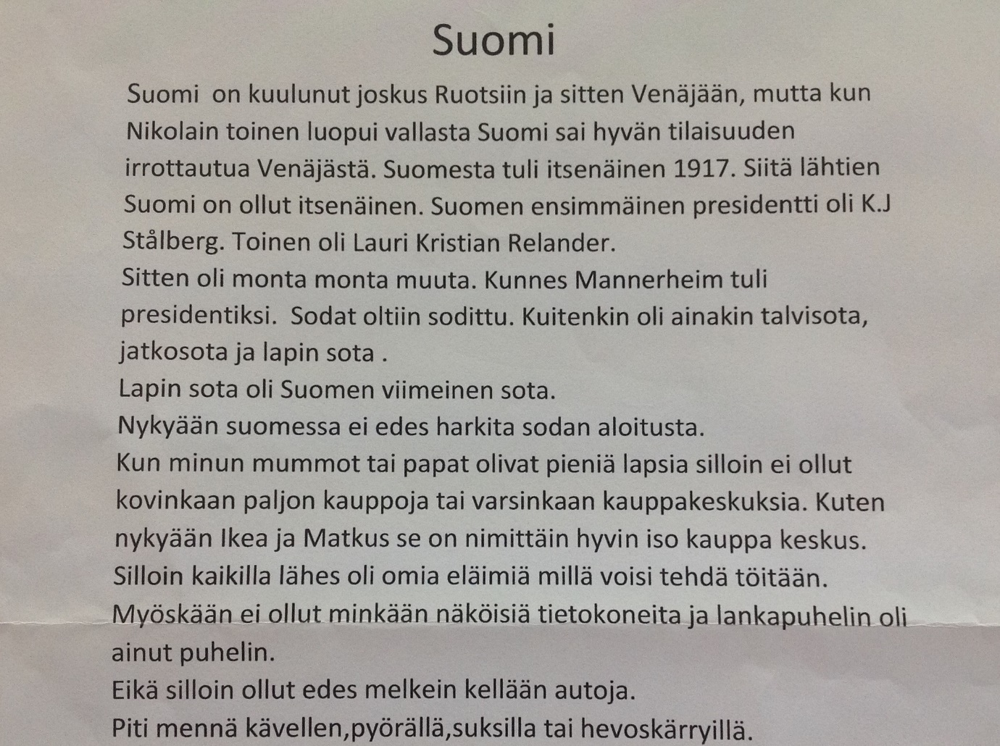 Suomi
Suomi  on kuulunut joskus Ruotsiin ja sitten Venäjään, mutta kun
Nikolain toinen luopui vallasta Suomi sai hyvän tilaisuuden
irrottautua Venäjästä. Suomesta tuli itsenäinen 1917. Siitä lähtien
Suomi on ollut itsenäinen. Suomen ensimmäinen presidentti oli K.J
Stålberg. Toinen oli Lauri Kristian Relander.
Sitten oli monta monta muuta. Kunnes Mannerheim tuli
presidentiksi.  Sodat oltiin sodittu. Kuitenkin oli ainakin talvisota,
jatkosota ja lapin sota .
Lapin sota oli Suomen viimeinen sota.
Nykyään suomessa ei edes harkita sodan aloitusta.
Kun minun mummot tai papat olivat pieniä lapsia silloin ei ollut
kovinkaan paljon kauppoja tai varsinkaan kauppakeskuksia. Kuten
nykyään Ikea ja Matkus se on nimittäin hyvin iso kauppa keskus.
Silloin kaikilla lähes oli omia eläimiä millä voisi tehdä töitään.
Myöskään ei ollut minkään näköisiä tietokoneita ja lankapuhelin oli
ainut puhelin.
Eikä silloin ollut edes melkein kellään autoja.
Piti mennä kävellen,pyörällä,suksilla tai hevoskärryillä.